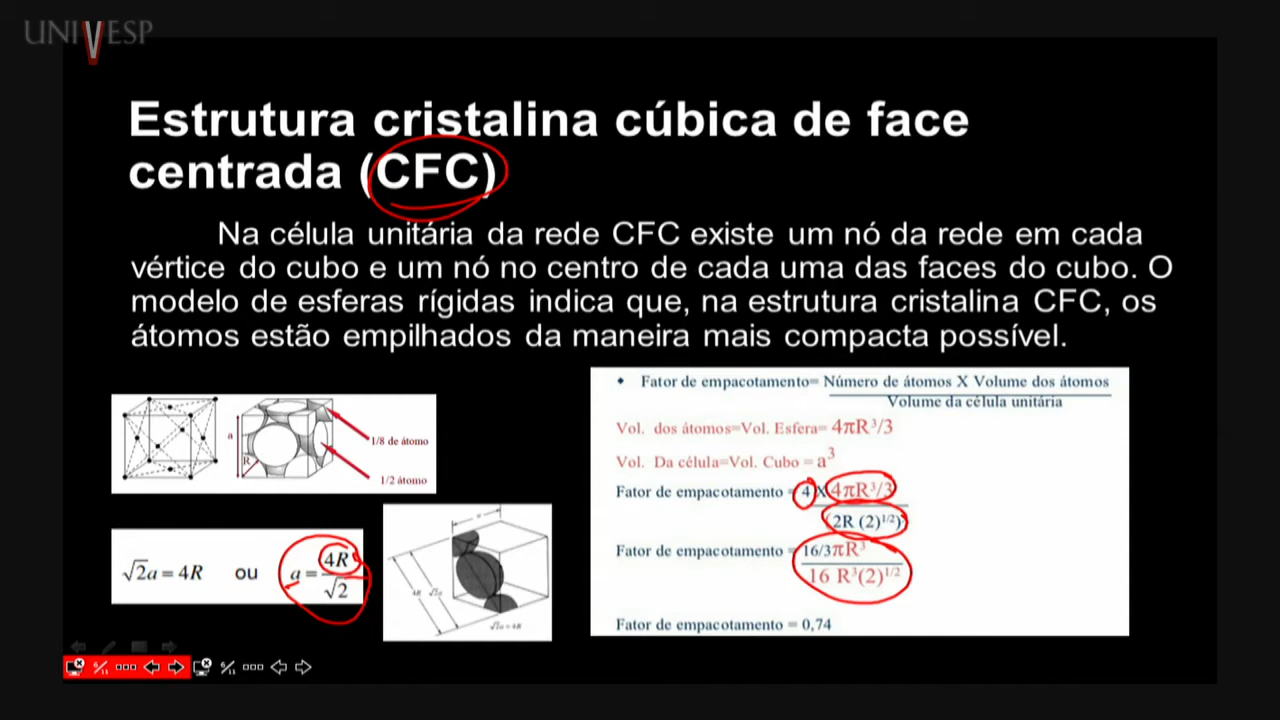 UNIVESP
Estrutura cristalina cúbica de face
centrada (CFC)
Na célula unitária da rede CFC existe um nó da rede em cada
vértice do cubo e um nó no centro de cada uma das faces do cubo. O
modelo de esferas rígidas indica que, na estrutura cristalina CFC, os
átomos estão empilhados da maneira mais compacta possível.
a
R
1/8 de átomo
1/2 átomo
√2a = 4R ou a = 4R/√2
4R √2a
√2a = 4R
• Fator de empacotamento= Número de átomos X Volume dos átomos
Volume da célula unitária
Vol. dos átomos=Vol. Esfera= 4πR³/3
Vol. Da célula=Vol. Cubo = a³
Fator de empacotamento = 4 X 4πR³/3
(2R (2)¹/²)³
Fator de empacotamento = 16/3πR³
16 R³(2)¹/²
Fator de empacotamento = 0,74